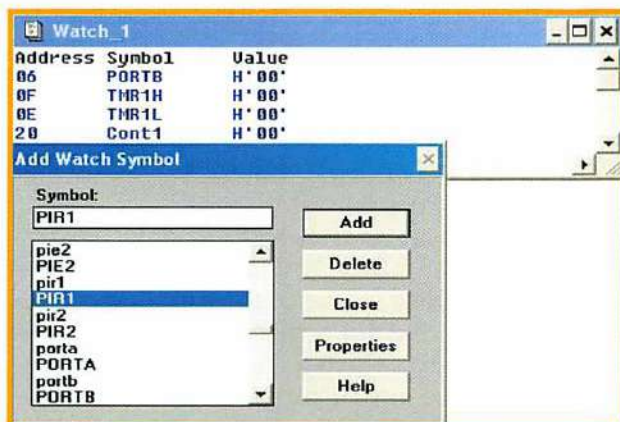 Watch_1
Address Symbol Value
06 PORTB H'00'
0F TMR1H H'00'
0E TMR1L H'00'
20 Cont1 H'00'
Add Watch Symbol
Symbol:
PIR1
pie2
PIE2
pir1
PIR1
pir2
PIR2
porta
PORTA
portb
PORTB
Add
Delete
Close
Properties
Help